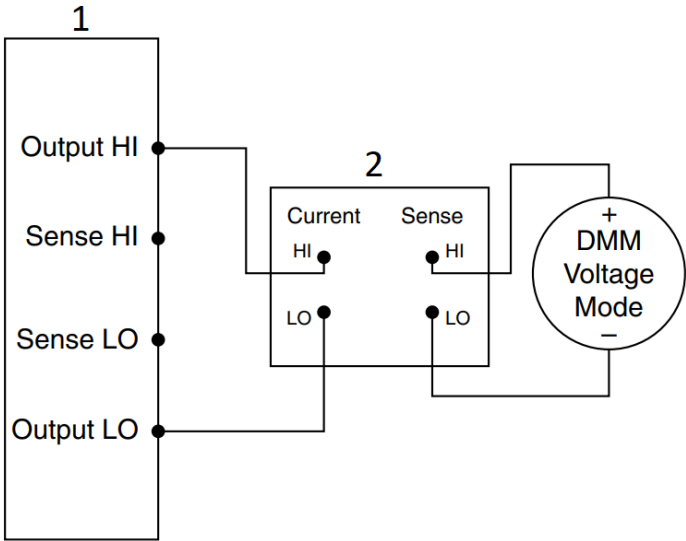 1
Output HI
Sense HI
Sense LO
Output LO
2
Current Sense
HI HI
LO LO
+
DMM
Voltage
Mode
–